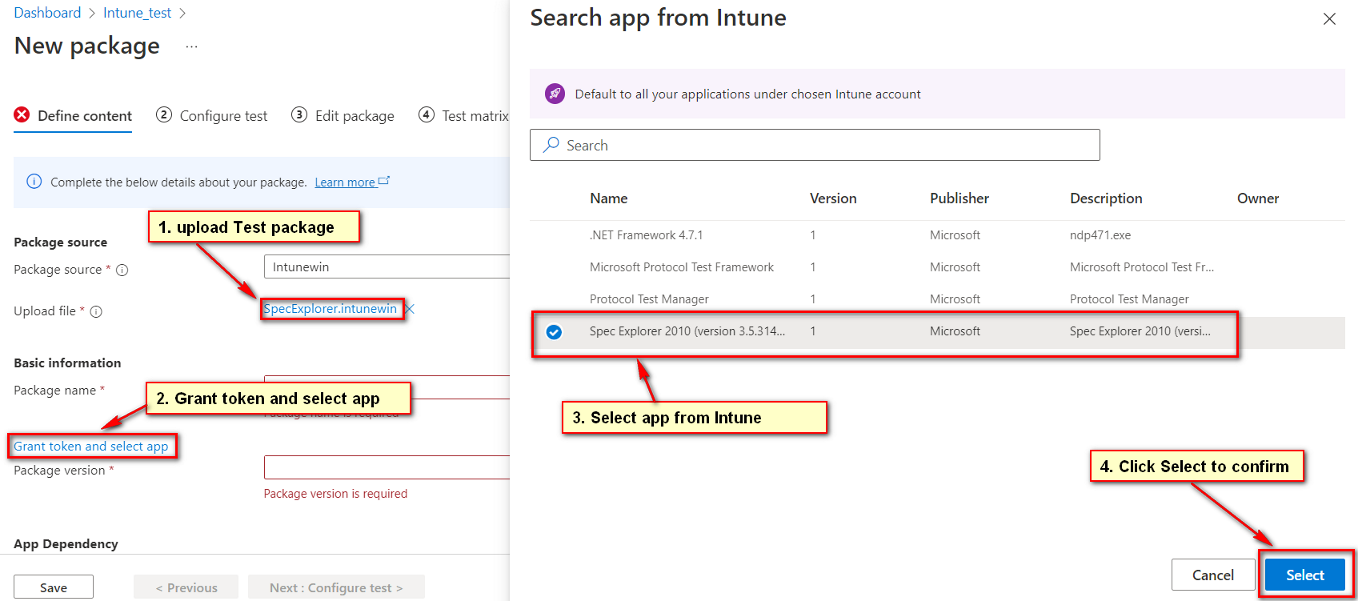 Dashboard > Intune_test >
New package ...
Define content 2 Configure test 3 Edit package 4 Test matrix
Complete the below details about your package. Learn more
1. upload Test package
Package source
Package source * Intunewin
Upload file * SpecExplorer.intunewin
Basic information
Package name *
2. Grant token and select app
Package name is required
Grant token and select app
Package version *
Package version is required
App Dependency
Save < Previous Next : Configure test >
Search app from Intune
Default to all your applications under chosen Intune account
Search
Name Version Publisher Description Owner
.NET Framework 4.7.1 1 Microsoft ndp471.exe
Microsoft Protocol Test Framework 1 Microsoft Microsoft Protocol Test Fr...
Protocol Test Manager 1 Microsoft Protocol Test Manager
Spec Explorer 2010 (version 3.5.314... 1 Microsoft Spec Explorer 2010 (versi...
3. Select app from Intune
4. Click Select to confirm
Cancel Select